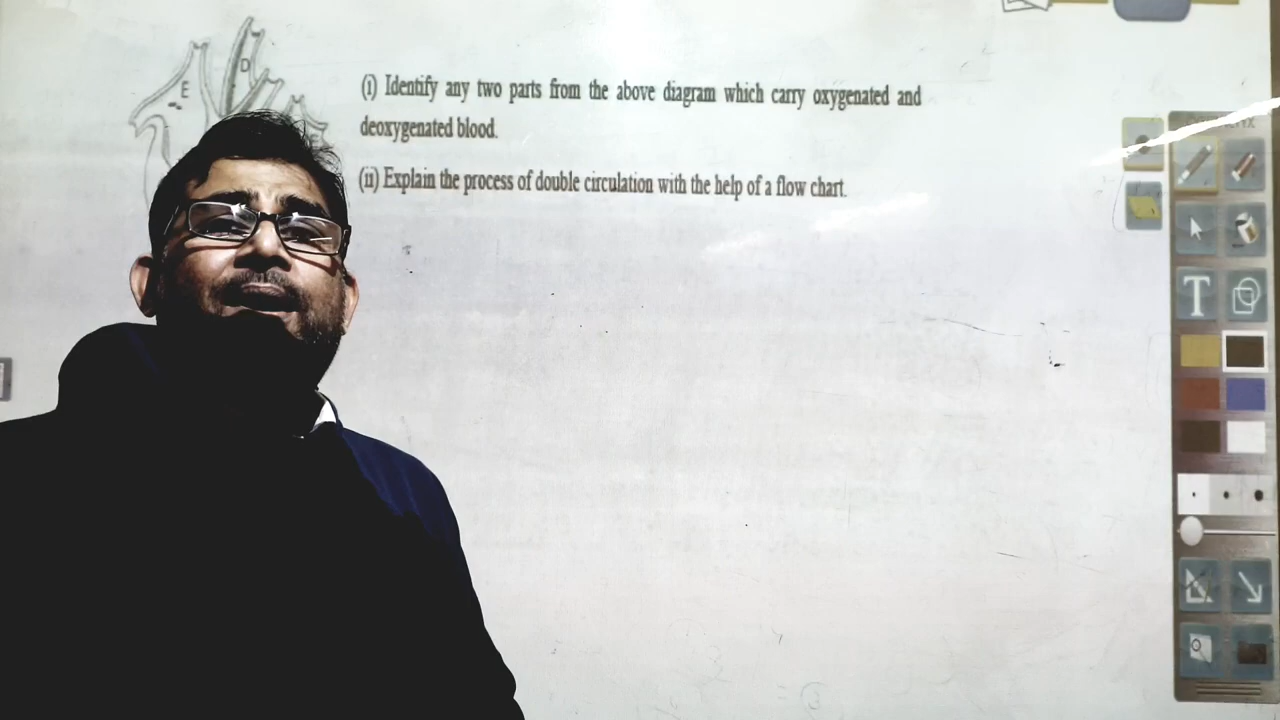 E
D
(i) Identify any two parts from the above diagram which carry oxygenated and
deoxygenated blood.
(ii) Explain the process of double circulation with the help of a flow chart.
T